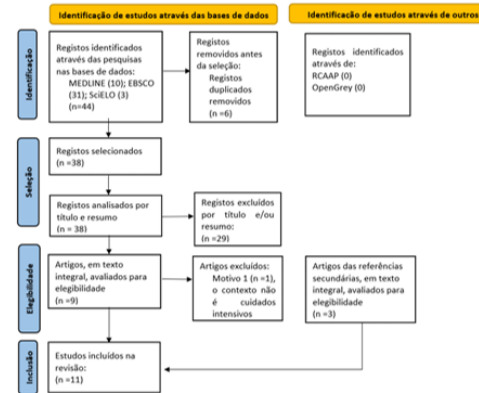 Identificação de estudos através das bases de dados
Identificação de estudos através de outros
Identificação
Registos identificados
através das pesquisas
nas bases de dados:
MEDLINE (10); EBSCO
(31); SciELO (3)
(n=44)
Registos
removidos antes
da seleção:
Registos
duplicados
removidos
(n =6)
Registos identificados
através de:
RCAAP (0)
OpenGrey (0)
Seleção
Registos selecionados
(n =38)
Registos analisados por
título e resumo
(n = 38)
Registos excluídos
por título e/ou
resumo:
(n =29)
Elegibilidade
Artigos, em texto
integral, avaliados para
elegibilidade
(n =9)
Artigos excluídos:
Motivo 1 (n =1),
o contexto não
é cuidados
intensivos
Artigos das referências
secundárias, em texto
integral, avaliados para
elegibilidade
(n =3)
Inclusão
Estudos incluídos na
revisão:
(n =11)